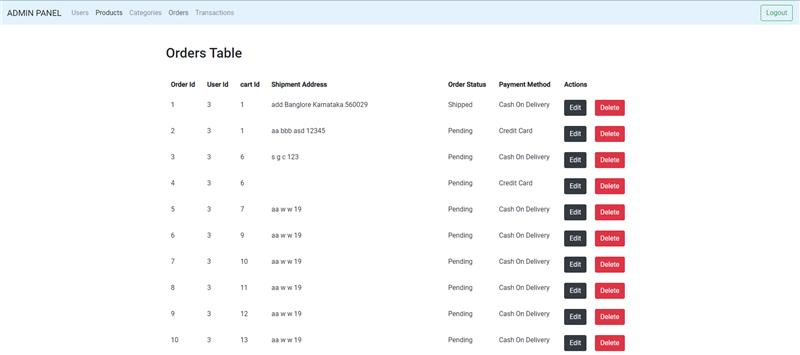 ADMIN PANEL Users Products Categories Orders Transactions Logout
Orders Table
Order Id User Id cart Id Shipment Address Order Status Payment Method Actions
1 3 1 add Banglore Karnataka 560029 Shipped Cash On Delivery Edit Delete
2 3 1 aa bbb asd 12345 Pending Credit Card Edit Delete
3 3 6 s g c 123 Pending Cash On Delivery Edit Delete
4 3 6 Pending Credit Card Edit Delete
5 3 7 aa w w 19 Pending Cash On Delivery Edit Delete
6 3 9 aa w w 19 Pending Cash On Delivery Edit Delete
7 3 10 aa w w 19 Pending Cash On Delivery Edit Delete
8 3 11 aa w w 19 Pending Cash On Delivery Edit Delete
9 3 12 aa w w 19 Pending Cash On Delivery Edit Delete
10 3 13 aa w w 19 Pending Cash On Delivery Edit Delete